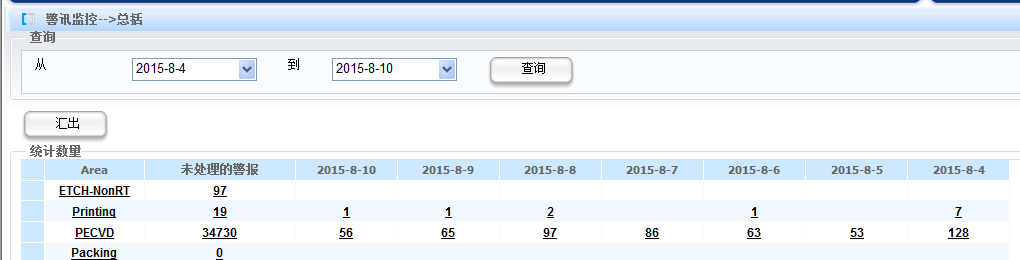 警讯监控-->总括
查询
从 2015-8-4 到 2015-8-10 查询
汇出
统计数量
Area 未处理的警报 2015-8-10 2015-8-9 2015-8-8 2015-8-7 2015-8-6 2015-8-5 2015-8-4
ETCH-NonRT 97
Printing 19 1 1 2 1 7
PECVD 34730 56 65 97 86 63 53 128
Packing 0